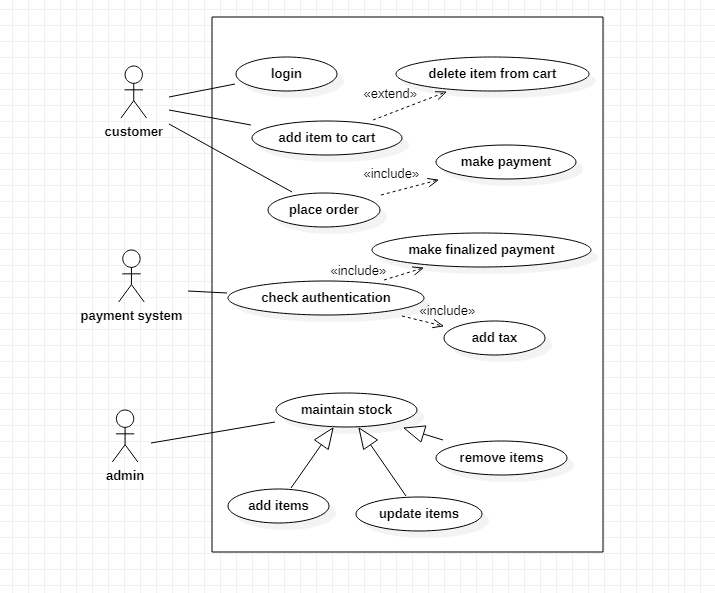 login
delete item from cart
«extend»
customer
add item to cart
make payment
«include»
place order
make finalized payment
«include»
check authentication
«include»
payment system
add tax
maintain stock
remove items
admin
add items
update items